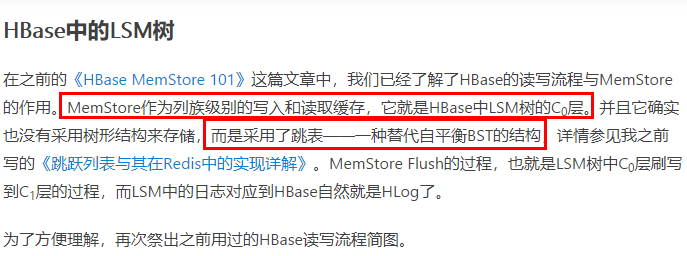 HBase中的LSM树
在之前的《HBase MemStore 101》这篇文章中，我们已经了解了HBase的读写流程与MemStore
的作用。MemStore作为列族级别的写入和读取缓存，它就是HBase中LSM树的C₀层。并且它确实
也没有采用树形结构来存储，而是采用了跳表——一种替代自平衡BST的结构 详情参见我之前
写的《跳跃列表与其在Redis中的实现详解》。MemStore Flush的过程，也就是LSM树中C₀层刷写
到C₁层的过程，而LSM中的日志对应到HBase自然就是HLog了。
为了方便理解，再次祭出之前用过的HBase读写流程简图。